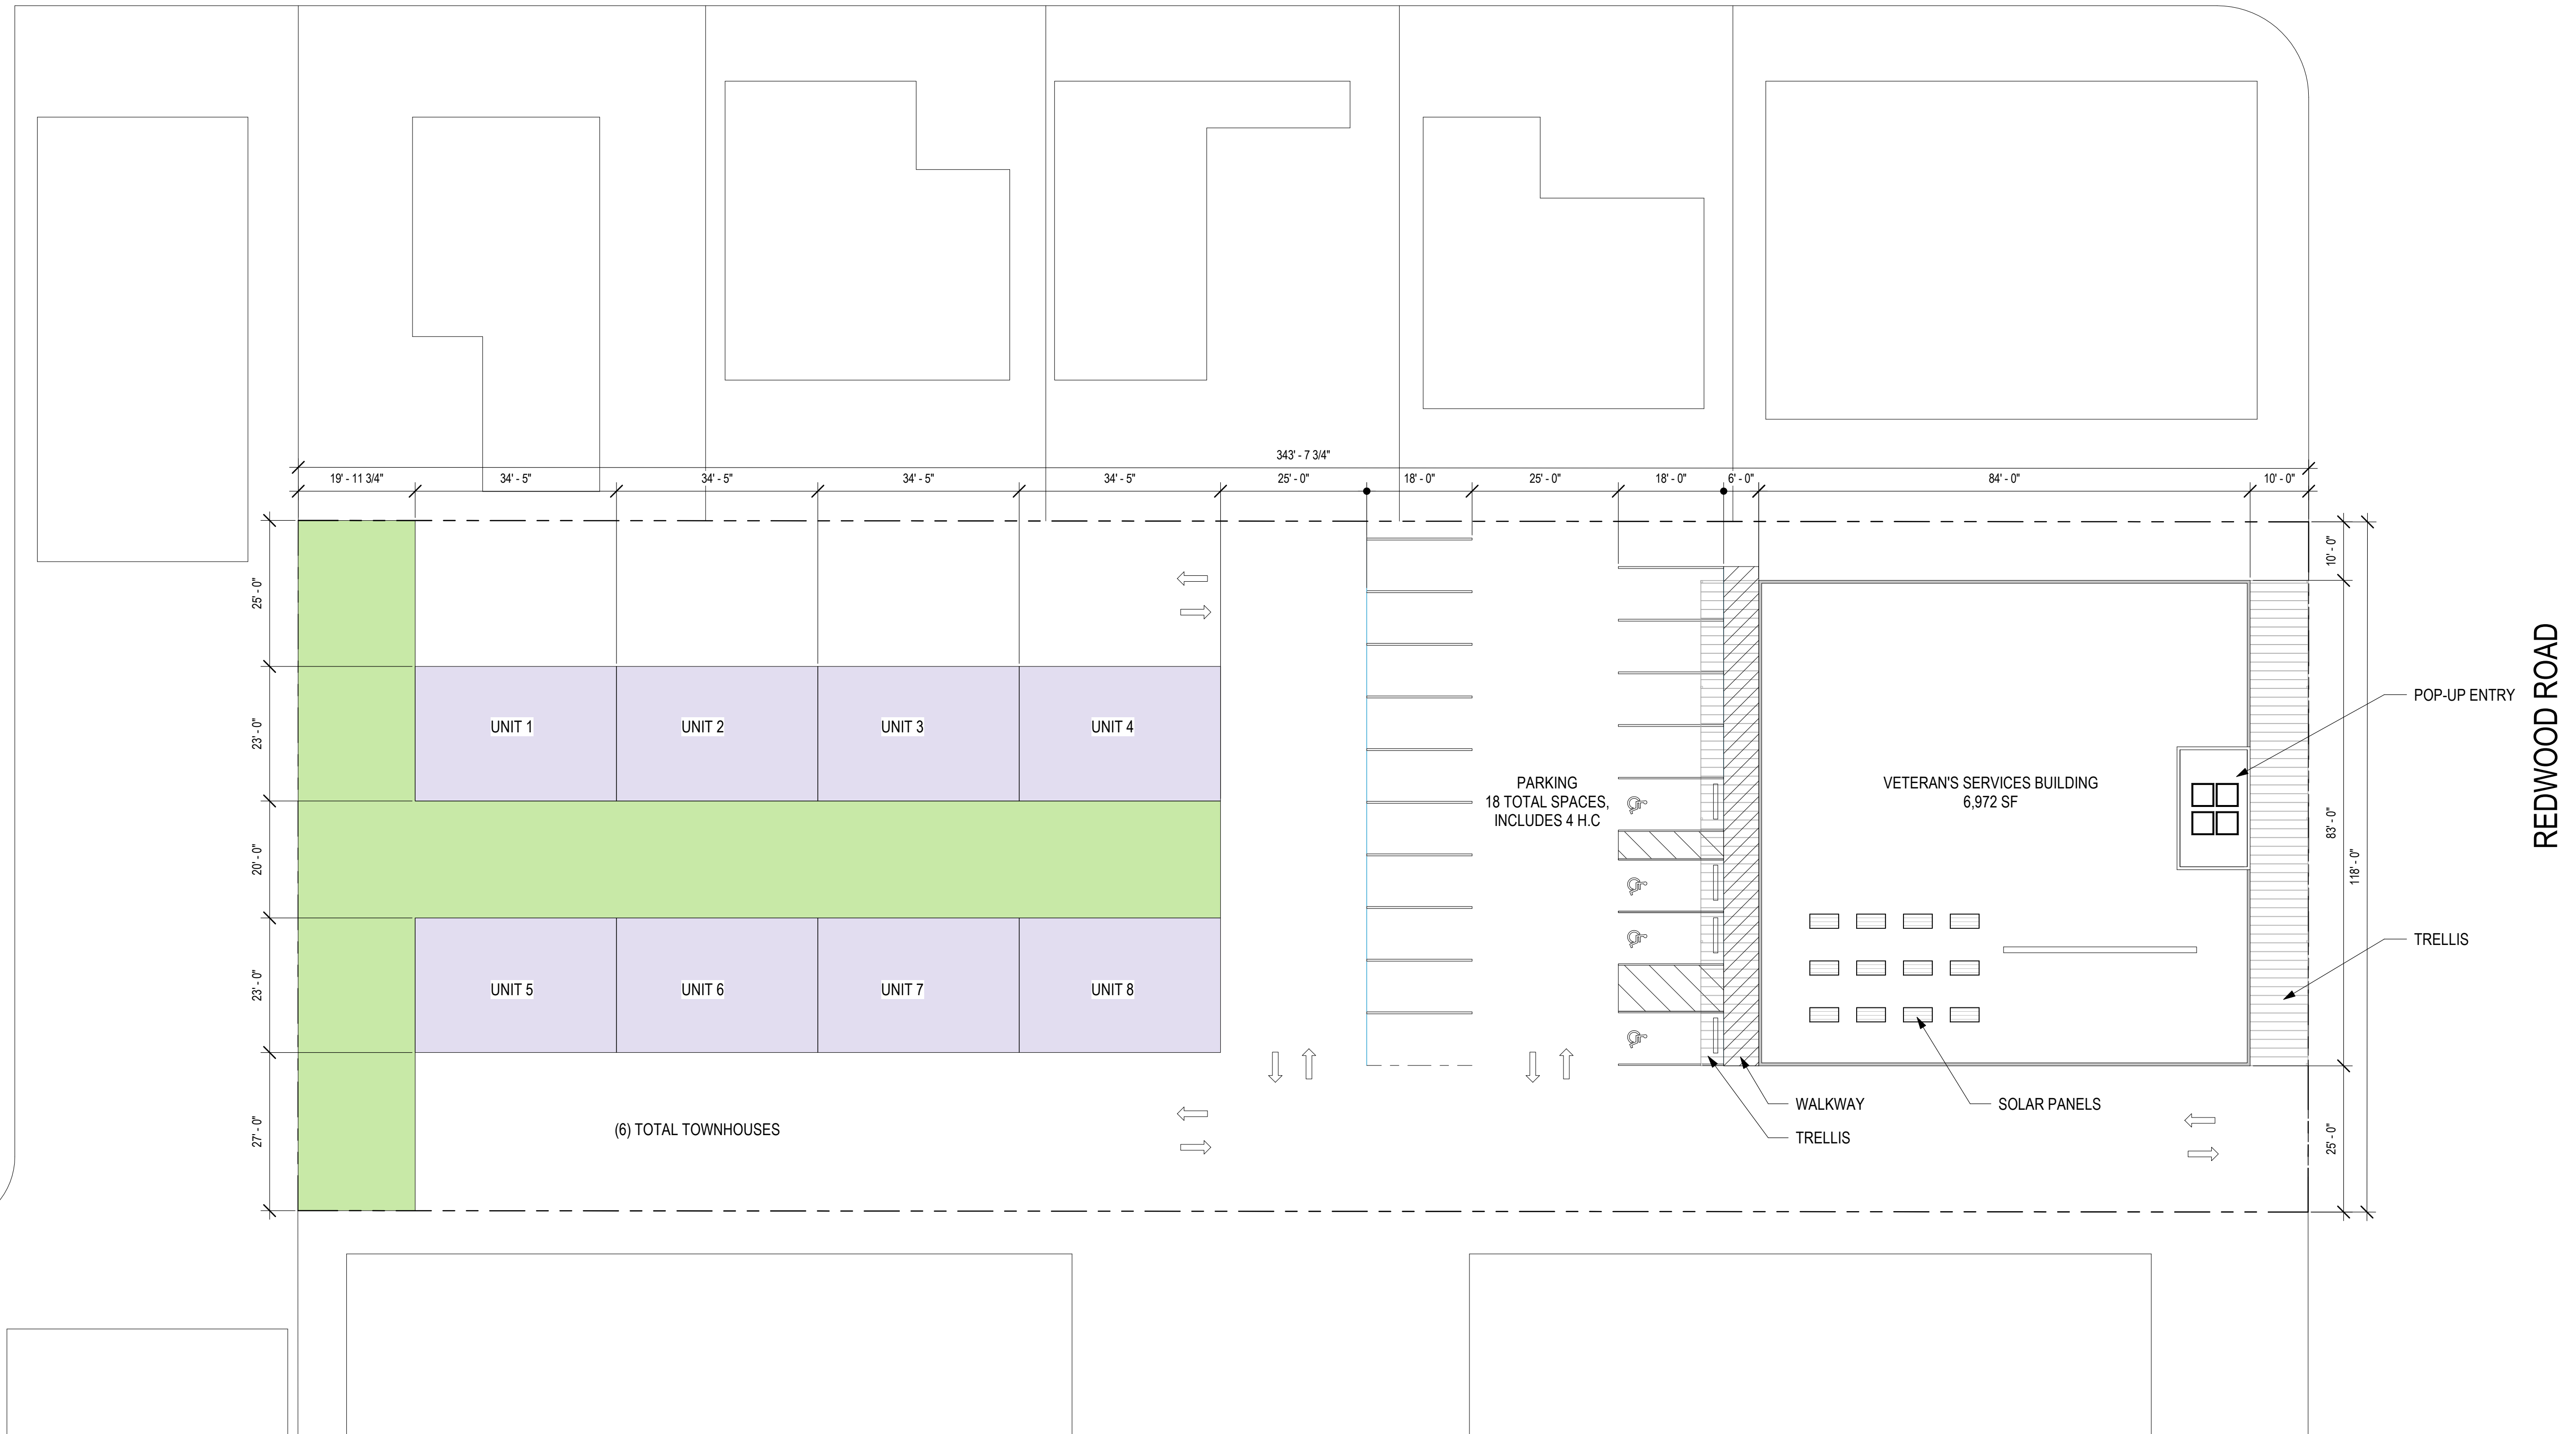 343' - 7 3/4"
19' - 11 3/4"
34' - 5"
34' - 5"
34' - 5"
34' - 5"
25' - 0"
18' - 0"
25' - 0"
18' - 0"
6' - 0"
84' - 0"
10' - 0"
25' - 0"
23' - 0"
20' - 0"
23' - 0"
27' - 0"
UNIT 1
UNIT 2
UNIT 3
UNIT 4
UNIT 5
UNIT 6
UNIT 7
UNIT 8
(6) TOTAL TOWNHOUSES
PARKING
18 TOTAL SPACES,
INCLUDES 4 H.C
VETERAN'S SERVICES BUILDING
6,972 SF
WALKWAY
TRELLIS
SOLAR PANELS
10' - 0"
83' - 0"
118' - 0"
25' - 0"
POP-UP ENTRY
TRELLIS
REDWOOD ROAD